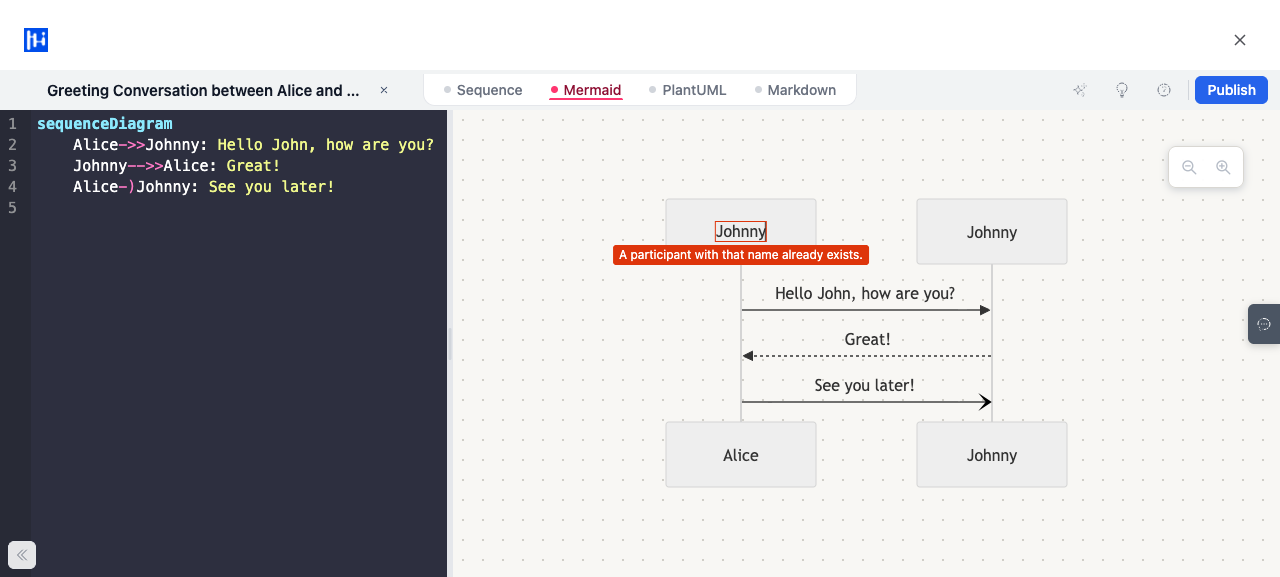 Greeting Conversation between Alice and ... ×
Sequence
Mermaid
PlantUML
Markdown
Publish
1 sequenceDiagram
2 Alice->>Johnny: Hello John, how are you?
3 Johnny-->>Alice: Great!
4 Alice-)Johnny: See you later!
5
Johnny
Johnny
A participant with that name already exists.
Hello John, how are you?
Great!
See you later!
Alice
Johnny